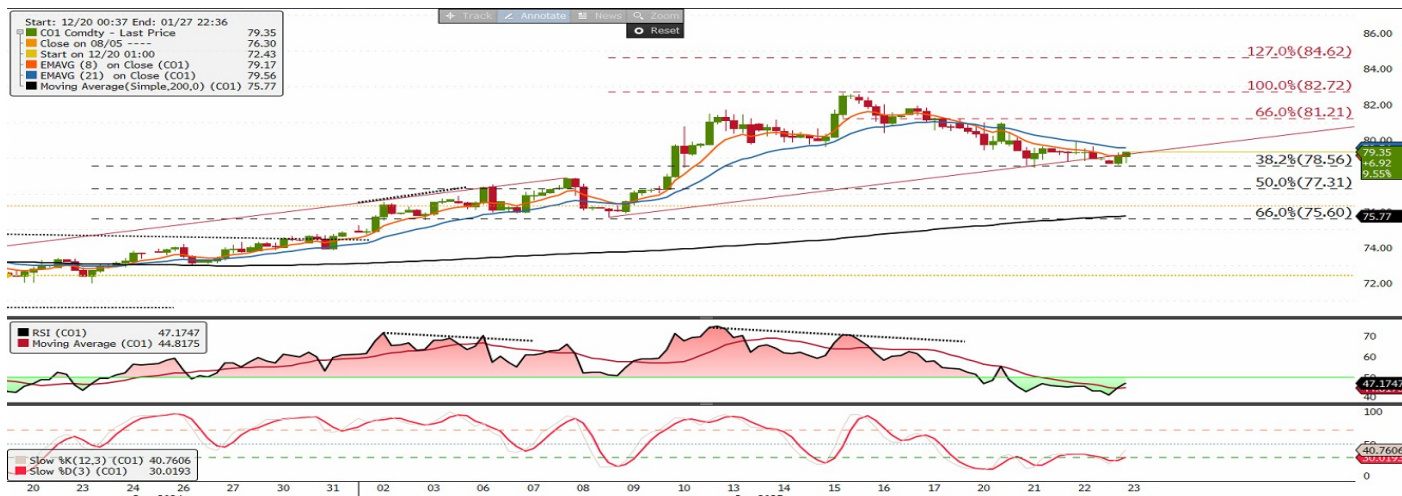 Track Annotate News Zoom
Reset
Start: 12/20 00:37 End: 01/27 22:36
CO1 Comdty - Last Price 79.35
Close on 08/05 ---- 76.30
Start on 12/20 01:00 72.43
EMAVG (8) on Close (CO1) 79.17
EMAVG (21) on Close (CO1) 79.56
Moving Average(Simple,200,0) (CO1) 75.77
127.0%(84.62)
100.0%(82.72)
66.0%(81.21)
38.2%(78.56)
50.0%(77.31)
66.0%(75.60)
86.00
84.00
82.00
80.00
79.35
+6.92
9.55%
75.77
74.00
72.00
RSI (CO1) 47.1747
Moving Average (CO1) 44.8175
70
60
47.1747
40
Slow %K(12,3) (CO1) 40.7606
Slow %D(3) (CO1) 30.0193
100
40.7606
30.0193
0
20 23 24 26 27 30 31 02 03 06 07 08 09 10 13 14 15 16 17 20 21 22 23